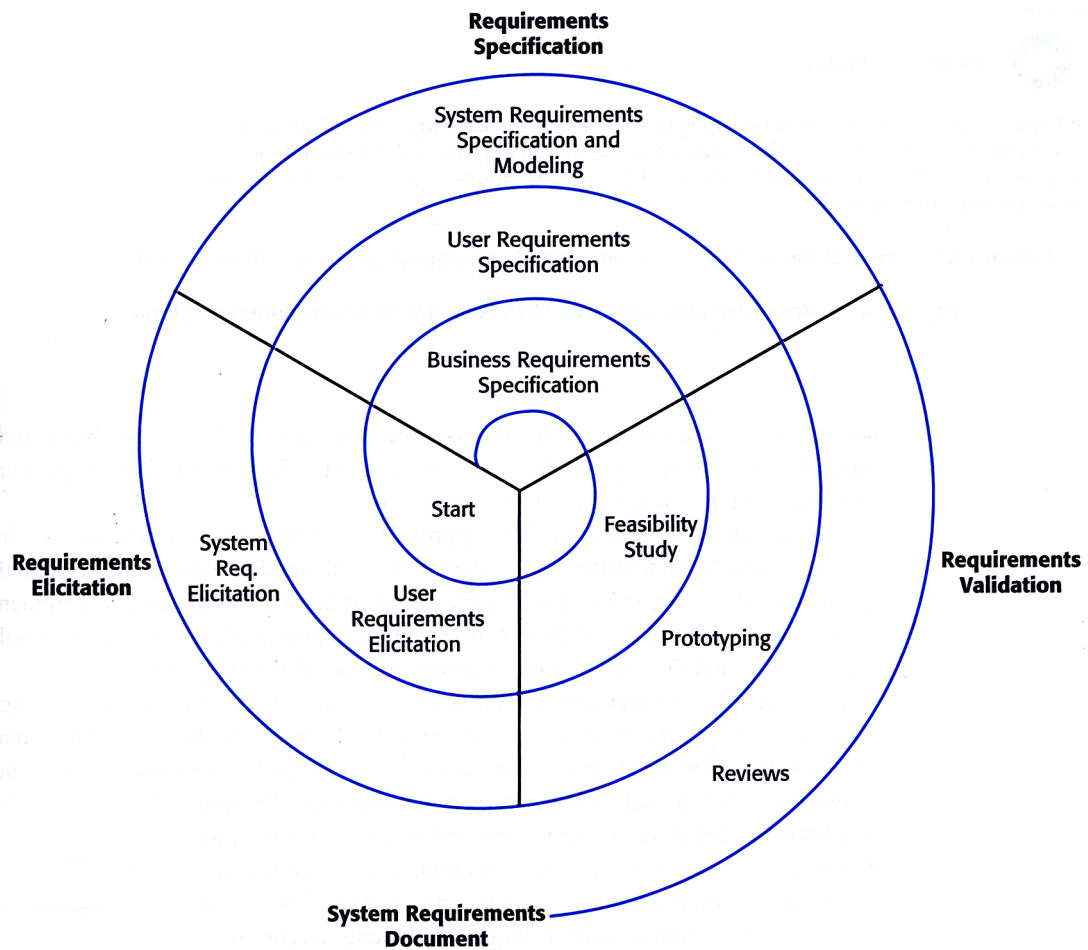 Requirements
Specification
System Requirements
Specification and
Modeling
User Requirements
Specification
Business Requirements
Specification
Start
Feasibility
Study
System
Req.
Elicitation
Requirements
Elicitation
Requirements
Validation
User
Requirements
Elicitation
Prototyping
Reviews
System Requirements
Document